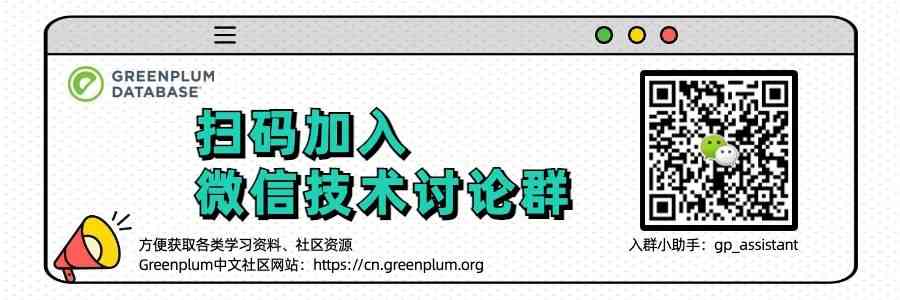 GREENPLUM
DATABASE
扫码加入
微信技术讨论群
方便获取各类学习资料、社区资源
Greenplum中文社区网站：https://cn.greenplum.org
入群小助手：gp_assistant